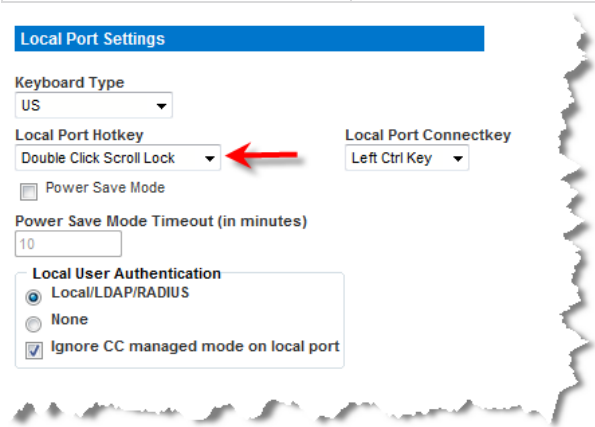 Local Port Settings
Keyboard Type
US
Local Port Hotkey
Local Port Connectkey
Double Click Scroll Lock
Left Ctrl Key
Power Save Mode
Power Save Mode Timeout (in minutes)
10
Local User Authentication
Local/LDAP/RADIUS
None
Ignore CC managed mode on local port